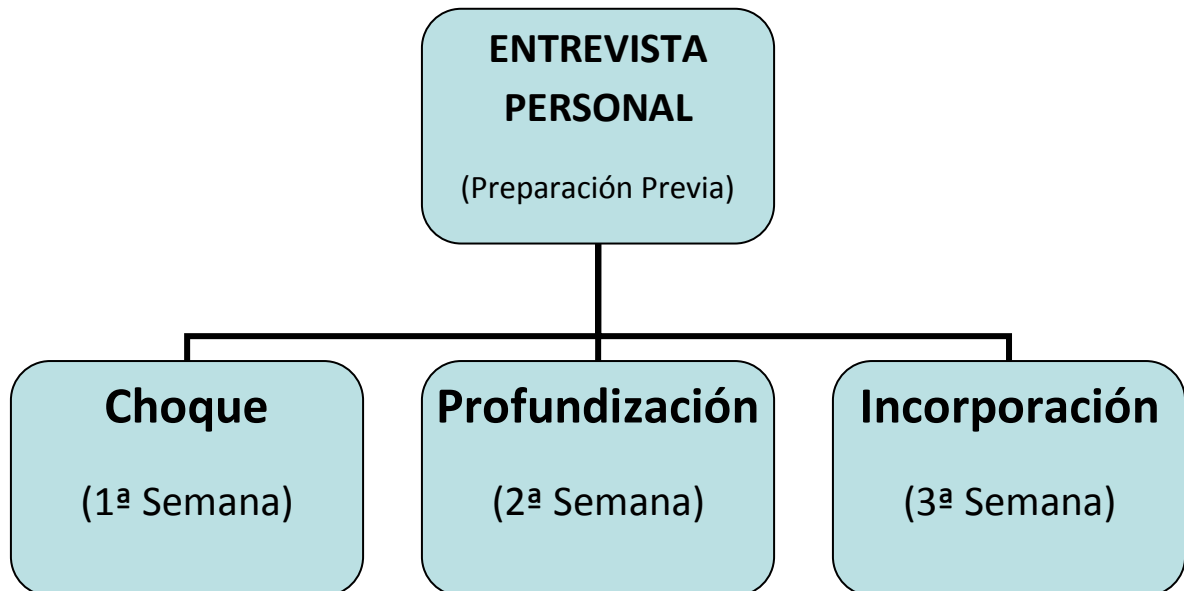 ENTREVISTA
PERSONAL
(Preparación Previa)
Choque
(1ª Semana)
Profundización
(2ª Semana)
Incorporación
(3ª Semana)